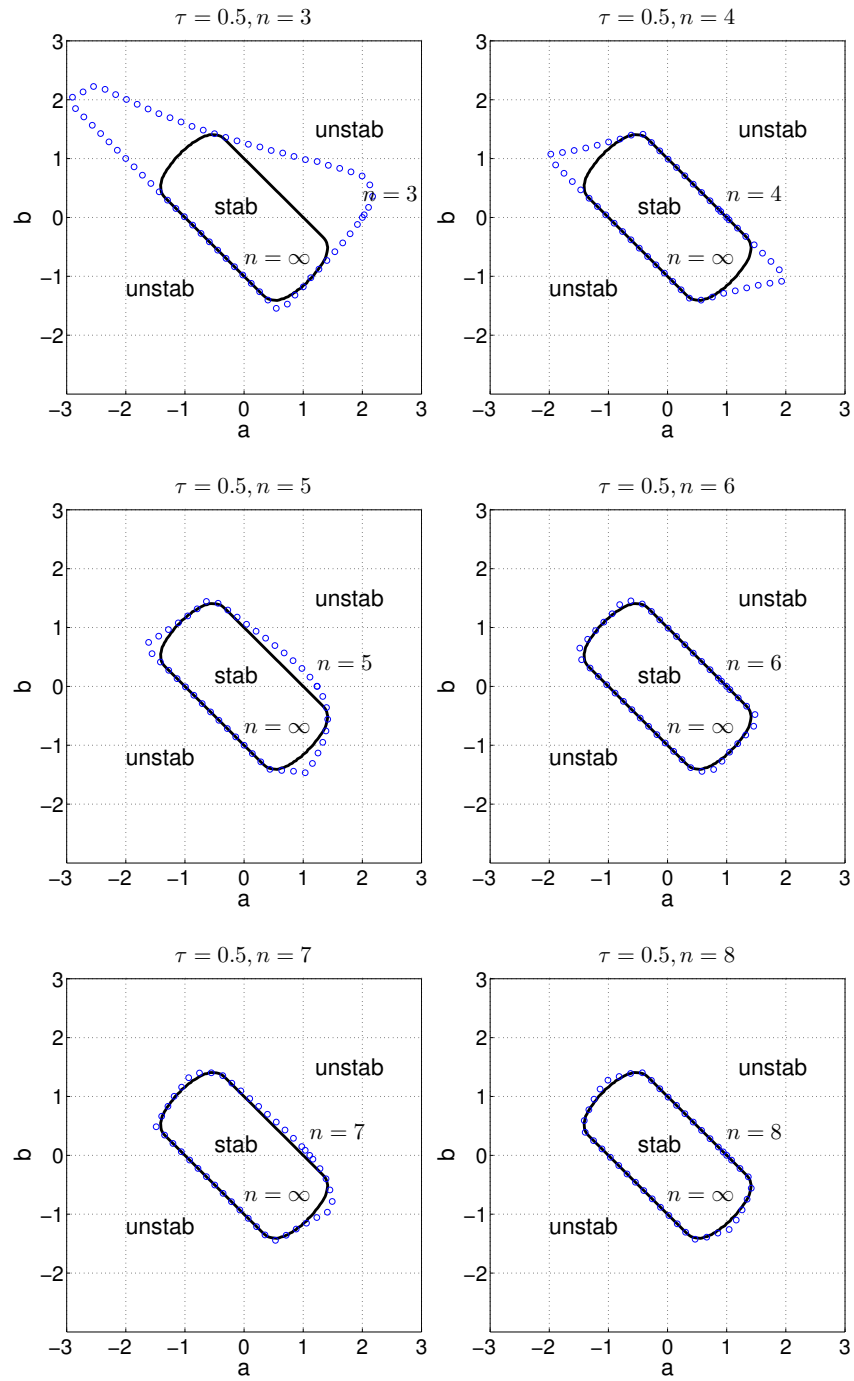 τ = 0.5, n = 3
3
2
1
0
−1
−2
−3
−2
−1
0
1
2
3
a
b
unstab
n = 3
stab
n = ∞
unstab
τ = 0.5, n = 4
3
2
1
0
−1
−2
−3
−2
−1
0
1
2
3
a
b
unstab
n = 4
stab
n = ∞
unstab
τ = 0.5, n = 5
3
2
1
0
−1
−2
−3
−2
−1
0
1
2
3
a
b
unstab
n = 5
stab
n = ∞
unstab
τ = 0.5, n = 6
3
2
1
0
−1
−2
−3
−2
−1
0
1
2
3
a
b
unstab
n = 6
stab
n = ∞
unstab
τ = 0.5, n = 7
3
2
1
0
−1
−2
−3
−2
−1
0
1
2
3
a
b
unstab
n = 7
stab
n = ∞
unstab
τ = 0.5, n = 8
3
2
1
0
−1
−2
−3
−2
−1
0
1
2
3
a
b
unstab
n = 8
stab
n = ∞
unstab